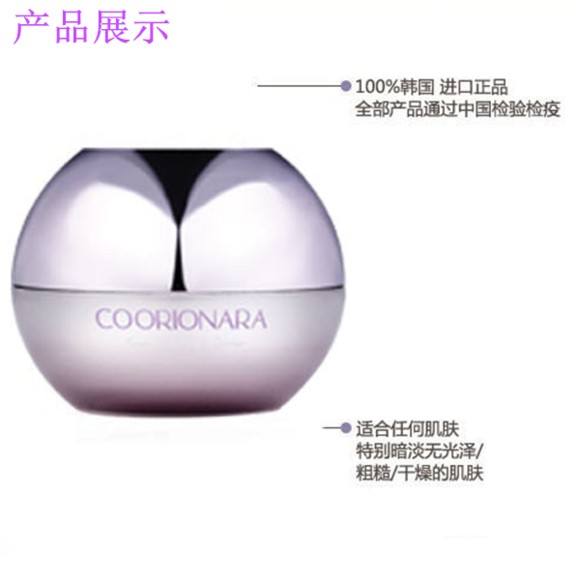 产品展示
100%韩国 进口正品
全部产品通过中国检验检疫
COORIONARA
适合任何肌肤
特别暗淡无光泽/
粗糙/干燥的肌肤